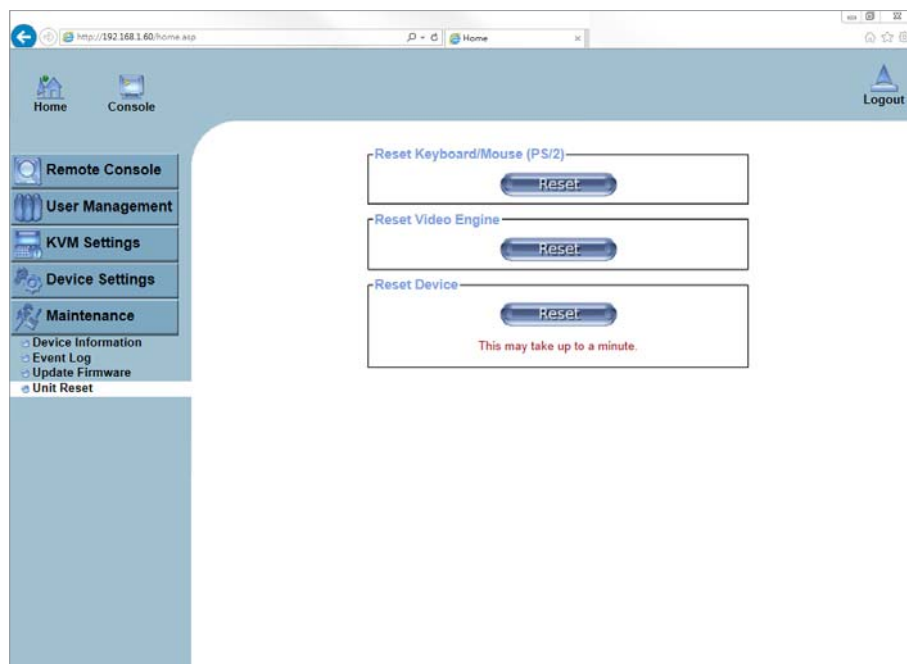 http://192.168.1.60/home.asp
Home
Home
Console
Logout
Remote Console
User Management
KVM Settings
Device Settings
Maintenance
Device Information
Event Log
Update Firmware
Unit Reset
Reset Keyboard/Mouse (PS/2)
Reset
Reset Video Engine
Reset
Reset Device
Reset
This may take up to a minute.